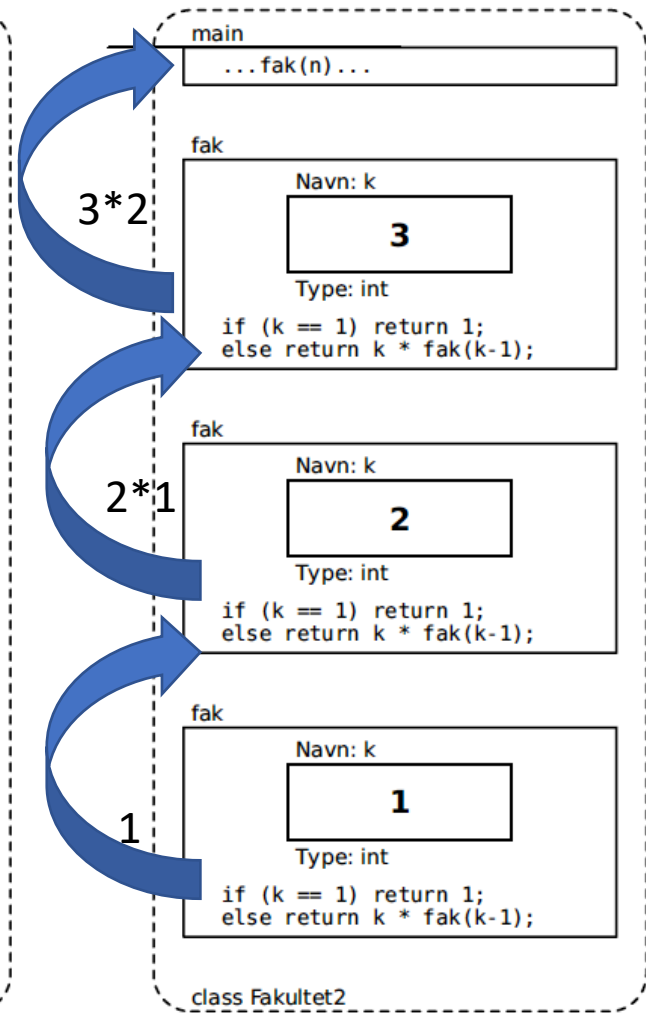 main
...fak(n)...
fak
Navn: k
3*2
3
Type: int
if (k == 1) return 1;
else return k * fak(k-1);
fak
Navn: k
2*1
2
Type: int
if (k == 1) return 1;
else return k * fak(k-1);
fak
Navn: k
1
1
Type: int
if (k == 1) return 1;
else return k * fak(k-1);
class Fakultet2